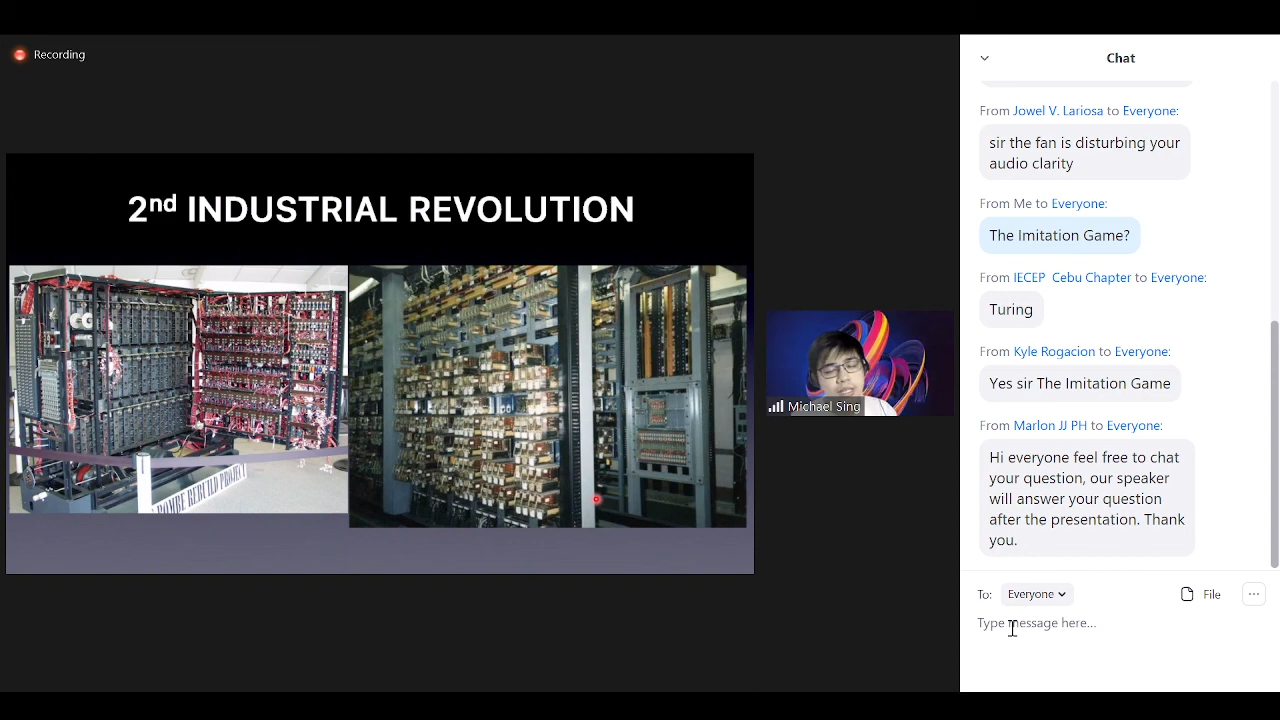 Recording
2nd INDUSTRIAL REVOLUTION
BOMBE REBUILD PROJECT
Michael Sing
Chat
From Jowel V. Lariosa to Everyone:
sir the fan is disturbing your
audio clarity
From Me to Everyone:
The Imitation Game?
From IECEP Cebu Chapter to Everyone:
Turing
From Kyle Rogacion to Everyone:
Yes sir The Imitation Game
From Marlon JJ PH to Everyone:
Hi everyone feel free to chat
your question, our speaker
will answer your question
after the presentation. Thank
you.
To: Everyone
File
Type message here...